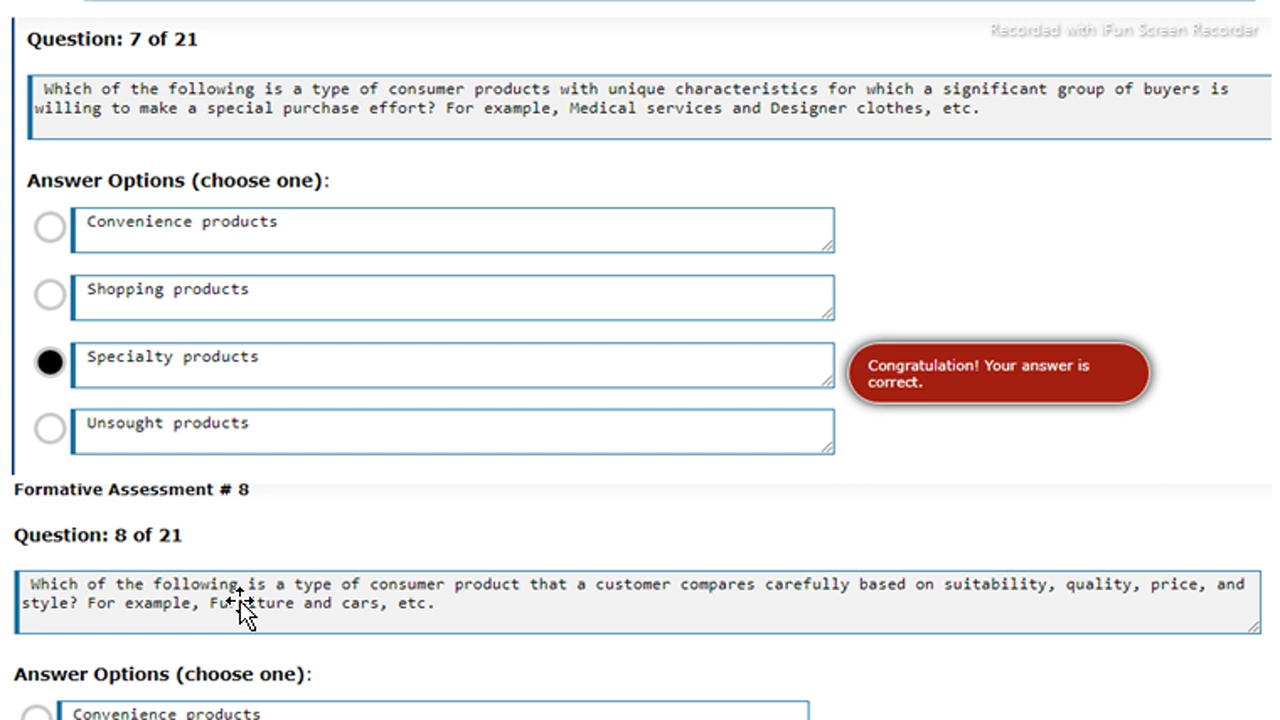 Recorded with iFun Screen Recorder
Question: 7 of 21
Which of the following is a type of consumer products with unique characteristics for which a significant group of buyers is
willing to make a special purchase effort? For example, Medical services and Designer clothes, etc.
Answer Options (choose one):
Convenience products
Shopping products
Specialty products
Congratulation! Your answer is
correct.
Unsought products
Formative Assessment # 8
Question: 8 of 21
Which of the following is a type of consumer product that a customer compares carefully based on suitability, quality, price, and
style? For example, Furniture and cars, etc.
Answer Options (choose one):
Convenience products